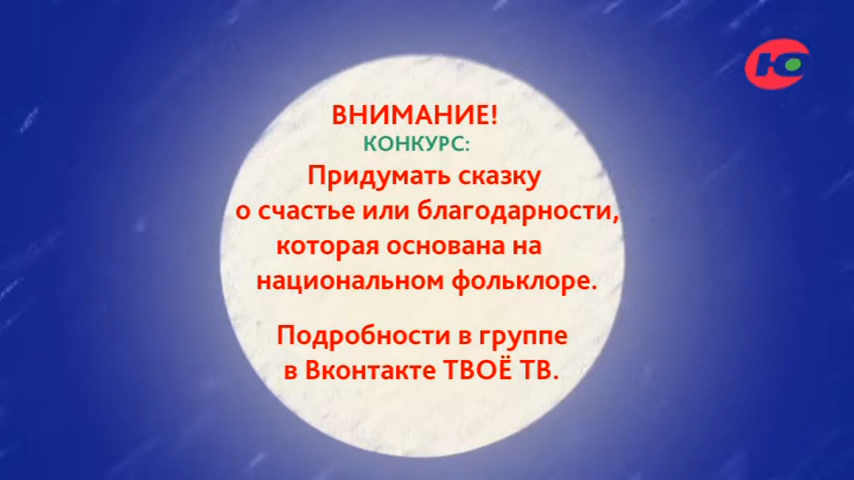 Ю
ВНИМАНИЕ!
КОНКУРС:
Придумать сказку
о счастье или благодарности,
которая основана на
национальном фольклоре.
Подробности в группе
в Вконтакте ТВОЁ ТВ.